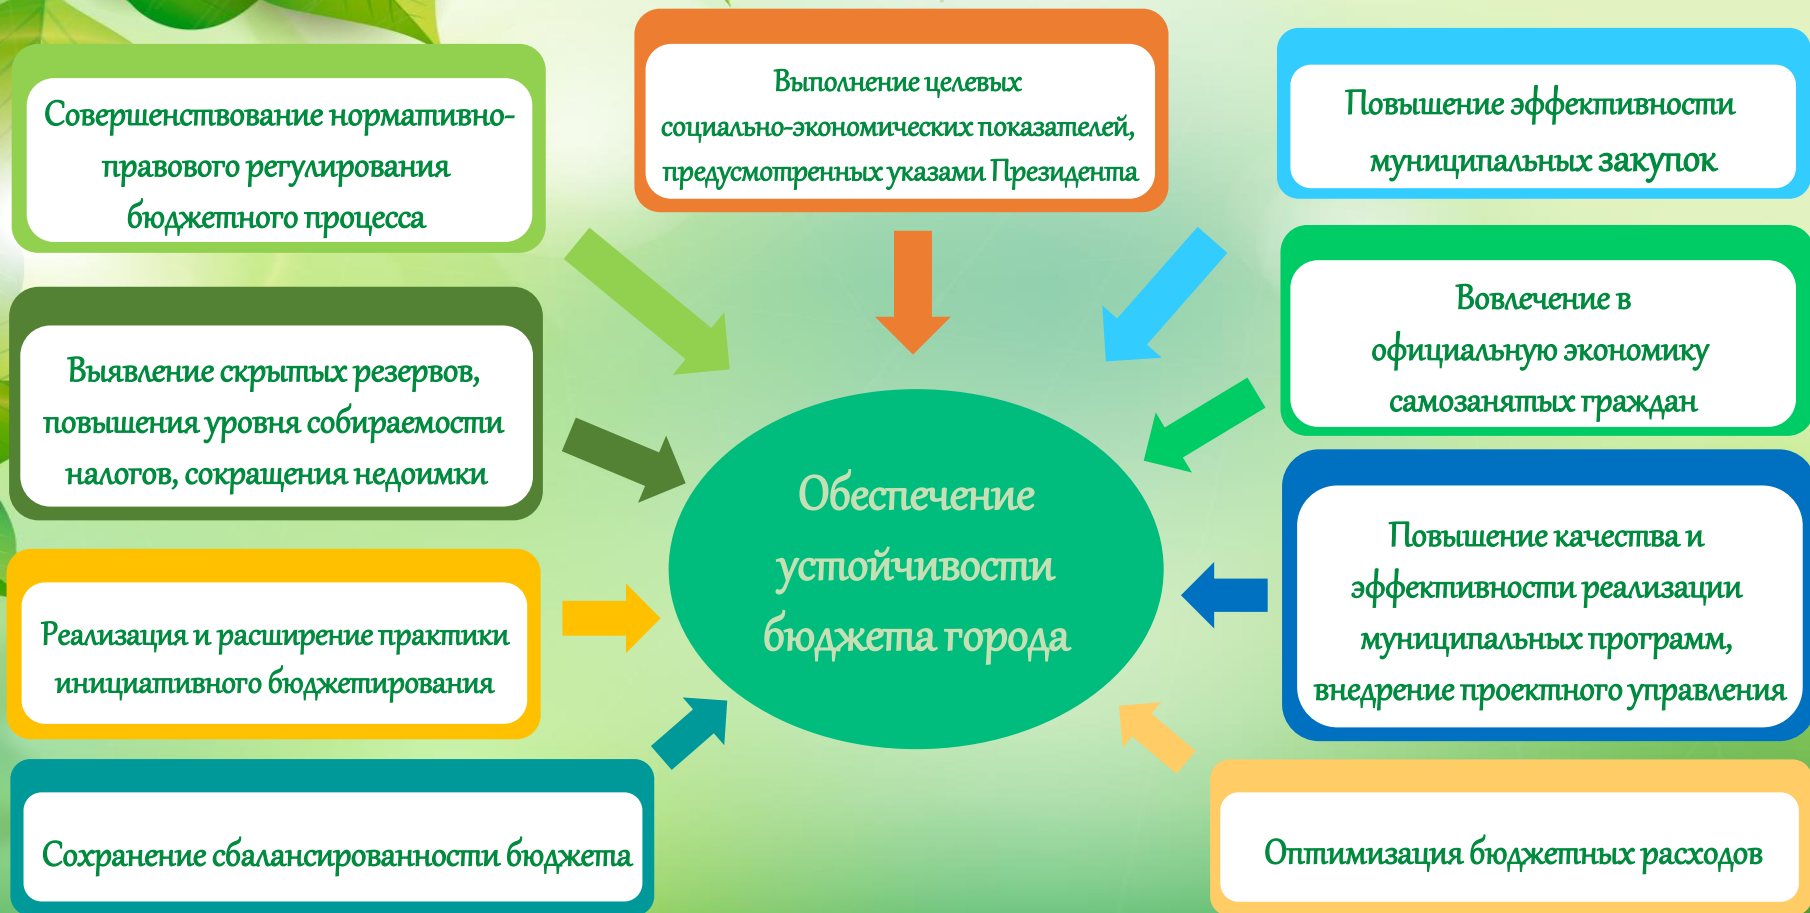 Совершенствование нормативно-
правового регулирования
бюджетного процесса
Выполнение целевых
социально-экономических показателей,
предусмотренных указами Президента
Повышение эффективности
муниципальных закупок
Выявление скрытых резервов,
повышения уровня собираемости
налогов, сокращения недоимки
Вовлечение в
официальную экономику
самозанятых граждан
Обеспечение
устойчивости
бюджета города
Реализация и расширение практики
инициативного бюджетирования
Повышение качества и
эффективности реализации
муниципальных программ,
внедрение проектного управления
Сохранение сбалансированности бюджета
Оптимизация бюджетных расходов